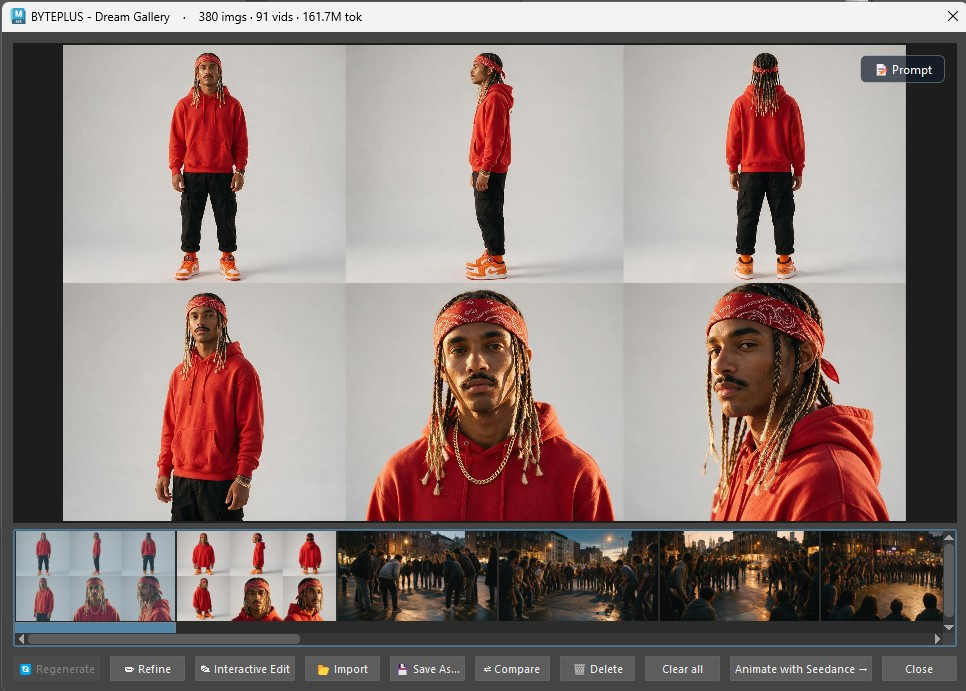 BYTEPLUS - Dream Gallery · 380 imgs · 91 vids · 161.7M tok
Prompt
Regenerate Refine Interactive Edit Import Save As... Compare Delete Clear all Animate with Seedance → Close